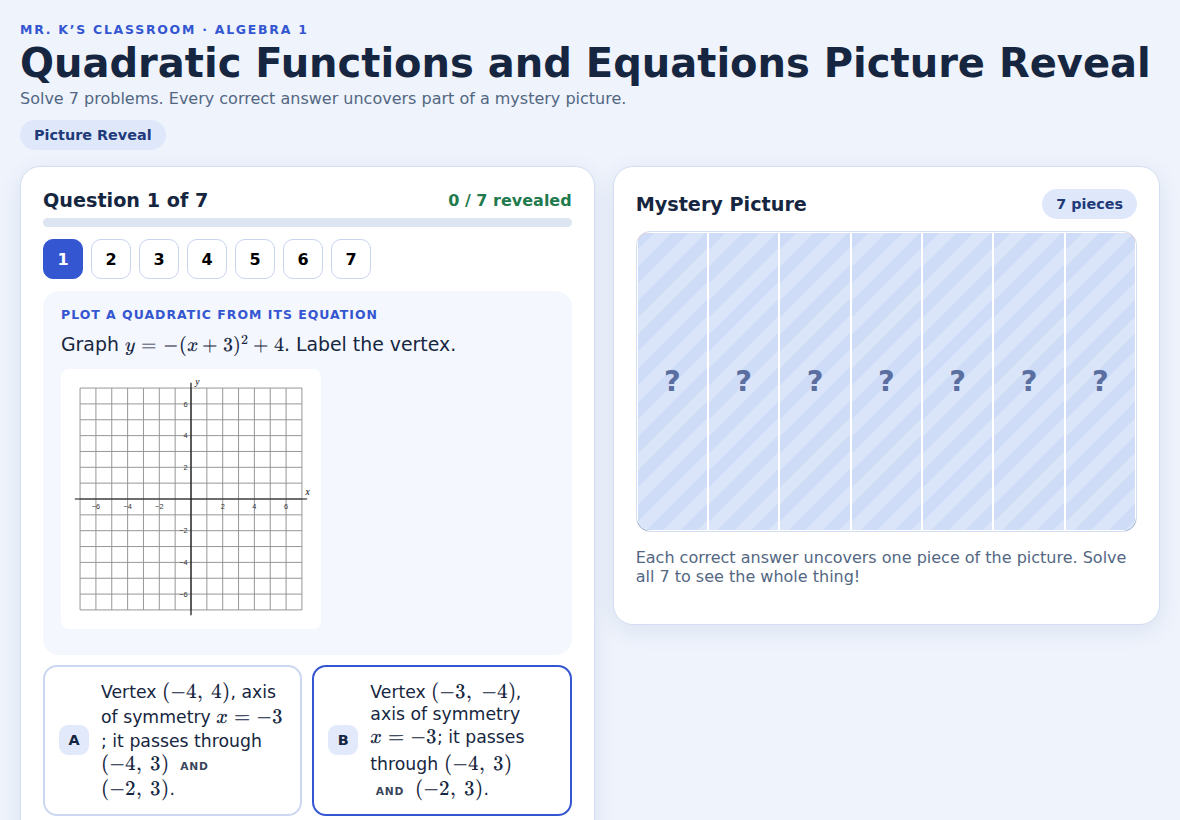 MR. K’S CLASSROOM · ALGEBRA 1
Quadratic Functions and Equations Picture Reveal
Solve 7 problems. Every correct answer uncovers part of a mystery picture.
Picture Reveal
Question 1 of 7
0 / 7 revealed
1 2 3 4 5 6 7
PLOT A QUADRATIC FROM ITS EQUATION
Graph y = −(x + 3)² + 4. Label the vertex.
y
6
4
2
x
−6 −4 −2 2 4 6
−2
−4
−6
A
Vertex (−4, 4), axis
of symmetry x = −3
; it passes through
(−4, 3) AND
(−2, 3).
B
Vertex (−3, −4),
axis of symmetry
x = −3; it passes
through (−4, 3)
AND (−2, 3).
Mystery Picture
7 pieces
? ? ? ? ? ? ?
Each correct answer uncovers one piece of the picture. Solve
all 7 to see the whole thing!